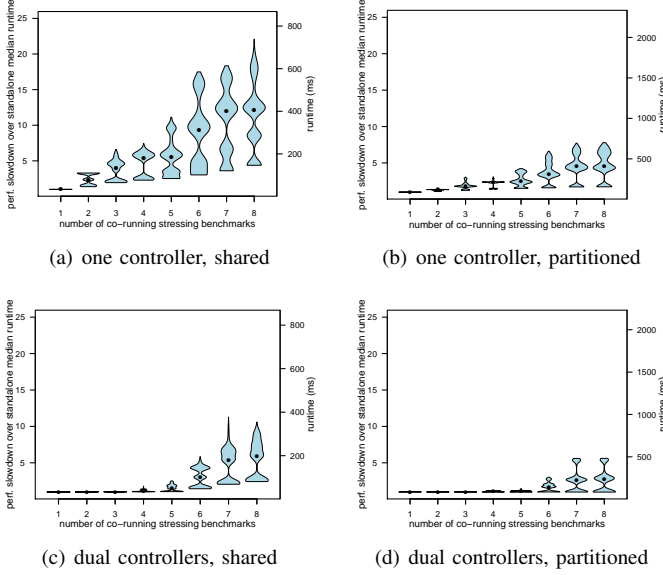 perf. slowdown over standalone median runtime
25
20
15
10
5
800
600
400
200
runtime (ms)
1 2 3 4 5 6 7 8
number of co−running stressing benchmarks
(a) one controller, shared
perf. slowdown over standalone median runtime
25
20
15
10
5
2000
1500
1000
500
runtime (ms)
1 2 3 4 5 6 7 8
number of co−running stressing benchmarks
(b) one controller, partitioned
perf. slowdown over standalone median runtime
25
20
15
10
5
800
600
400
200
runtime (ms)
1 2 3 4 5 6 7 8
number of co−running stressing benchmarks
(c) dual controllers, shared
perf. slowdown over standalone median runtime
25
20
15
10
5
2000
1500
1000
500
runtime (ms)
1 2 3 4 5 6 7 8
number of co−running stressing benchmarks
(d) dual controllers, partitioned